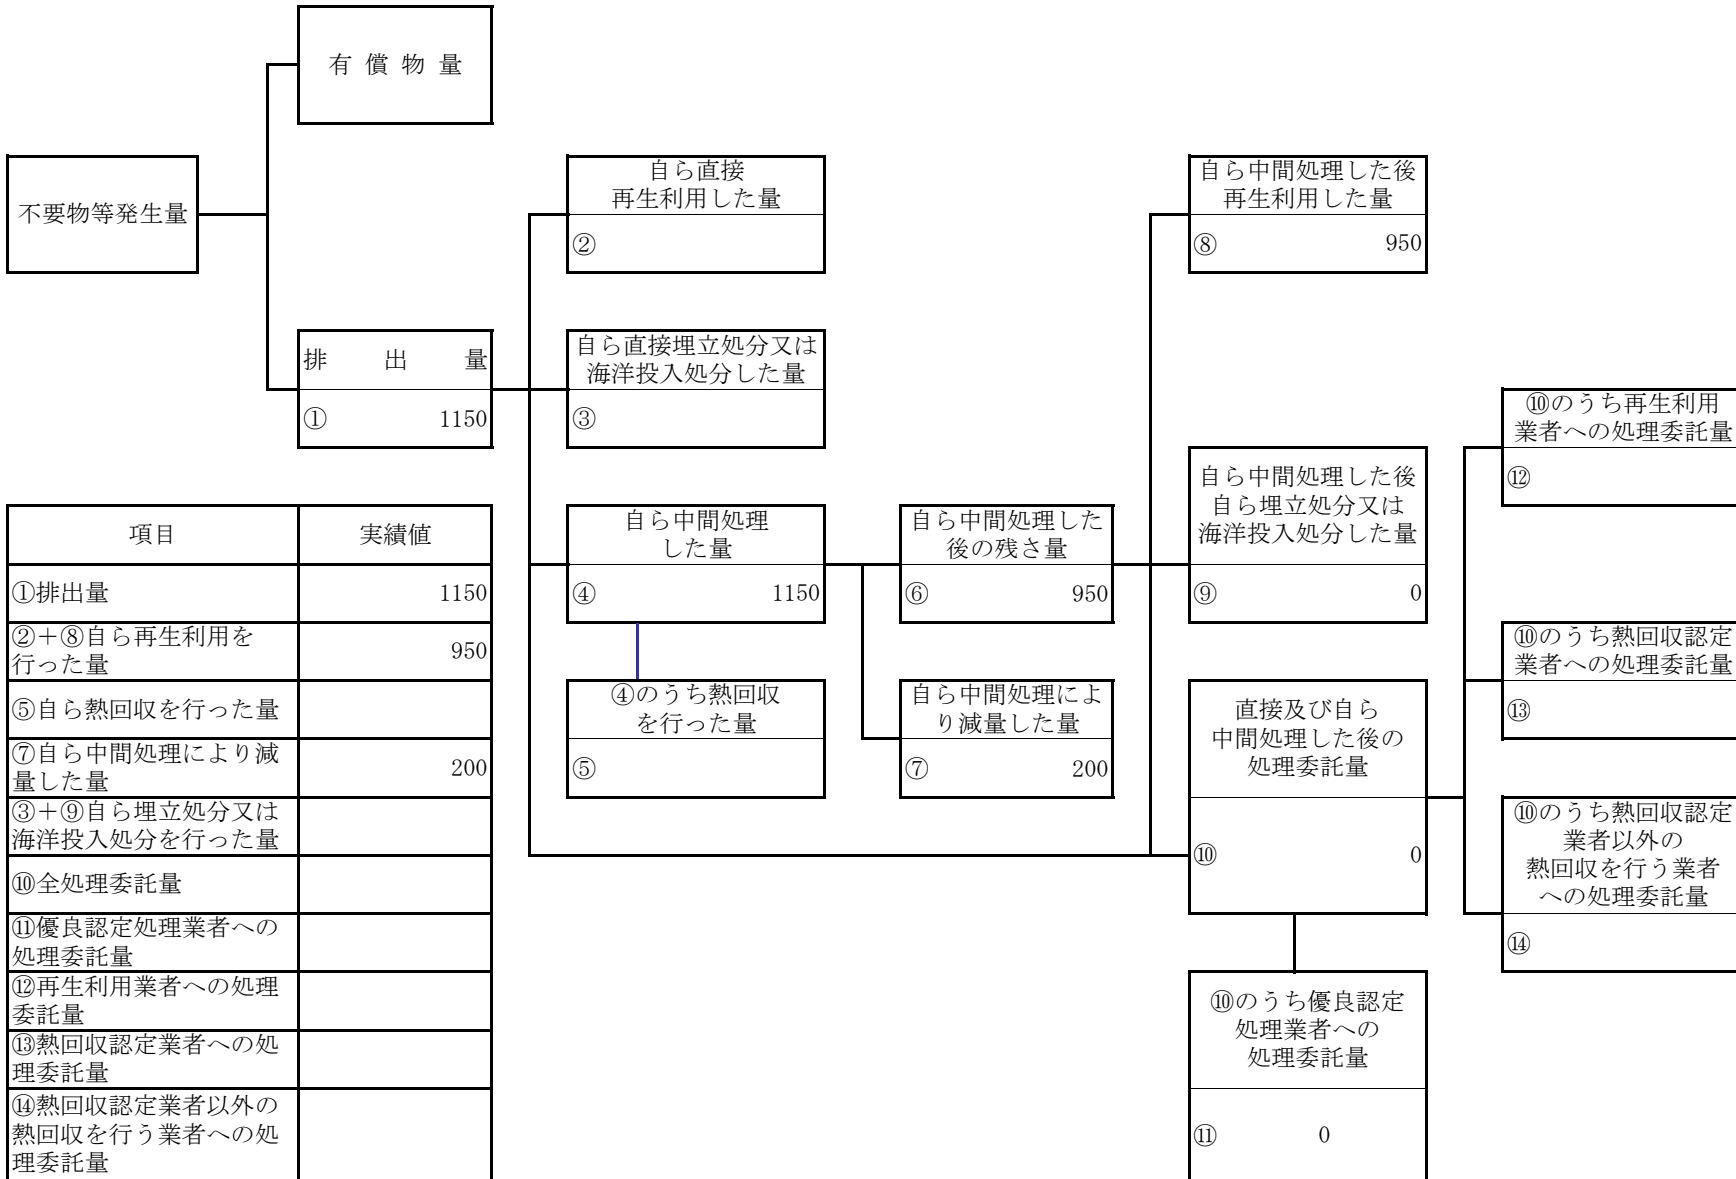 有償物量
不要物等発生量
自ら直接
再生利用した量
②
自ら中間処理した後
再生利用した量
⑧ 950
排出量
① 1150
自ら直接埋立処分又は
海洋投入処分した量
③
⑩のうち再生利用
業者への処理委託量
⑫
自ら中間処理した後
自ら埋立処分又は
海洋投入処分した量
⑨ 0
自ら中間処理
した量
④ 1150
自ら中間処理した
後の残さ量
⑥ 950
⑩のうち熱回収認定
業者への処理委託量
⑬
④のうち熱回収
を行った量
⑤
自ら中間処理によ
り減量した量
⑦ 200
直接及び自ら
中間処理した後の
処理委託量
⑩ 0
⑩のうち熱回収認定
業者以外の
熱回収を行う業者
への処理委託量
⑭
⑩のうち優良認定
処理業者への
処理委託量
⑪ 0
項目 実績値
①排出量 1150
②+⑧自ら再生利用を
行った量 950
⑤自ら熱回収を行った量
⑦自ら中間処理により減
量した量 200
③+⑨自ら埋立処分又は
海洋投入処分を行った量
⑩全処理委託量
⑪優良認定処理業者への
処理委託量
⑫再生利用業者への処理
委託量
⑬熱回収認定業者への処
理委託量
⑭熱回収認定業者以外の
熱回収を行う業者への処
理委託量